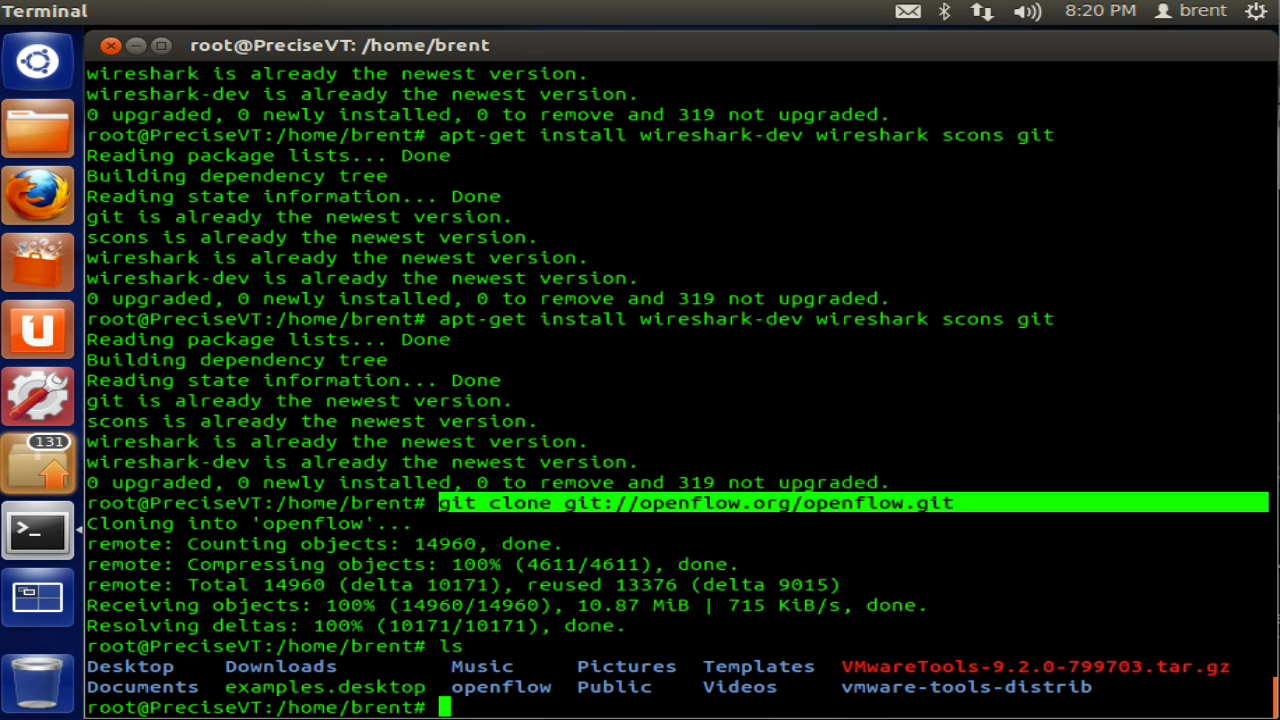 Terminal
8:20 PM brent
root@PreciseVT: /home/brent
wireshark is already the newest version.
wireshark-dev is already the newest version.
0 upgraded, 0 newly installed, 0 to remove and 319 not upgraded.
root@PreciseVT:/home/brent# apt-get install wireshark-dev wireshark scons git
Reading package lists... Done
Building dependency tree
Reading state information... Done
git is already the newest version.
scons is already the newest version.
wireshark is already the newest version.
wireshark-dev is already the newest version.
0 upgraded, 0 newly installed, 0 to remove and 319 not upgraded.
root@PreciseVT:/home/brent# apt-get install wireshark-dev wireshark scons git
Reading package lists... Done
Building dependency tree
Reading state information... Done
git is already the newest version.
scons is already the newest version.
wireshark is already the newest version.
wireshark-dev is already the newest version.
0 upgraded, 0 newly installed, 0 to remove and 319 not upgraded.
root@PreciseVT:/home/brent# git clone git://openflow.org/openflow.git
Cloning into 'openflow'...
remote: Counting objects: 14960, done.
remote: Compressing objects: 100% (4611/4611), done.
remote: Total 14960 (delta 10171), reused 13376 (delta 9015)
Receiving objects: 100% (14960/14960), 10.87 MiB | 715 KiB/s, done.
Resolving deltas: 100% (10171/10171), done.
root@PreciseVT:/home/brent# ls
Desktop Downloads Music Pictures Templates VMwareTools-9.2.0-799703.tar.gz
Documents examples.desktop openflow Public Videos vmware-tools-distrib
root@PreciseVT:/home/brent#
131
>_